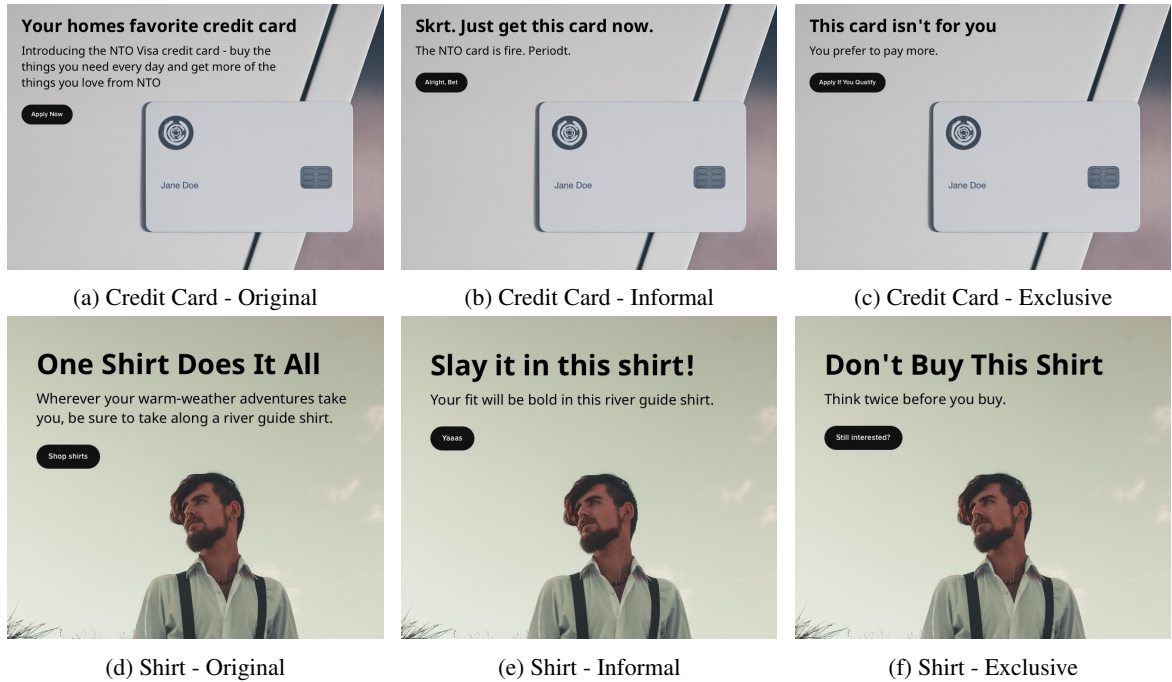 Your homes favorite credit card
Introducing the NTO Visa credit card - buy the
things you need every day and get more of the
things you love from NTO
Apply Now
Jane Doe
Skrt. Just get this card now.
The NTO card is fire. Periodt.
Alright, Bet
Jane Doe
This card isn't for you
You prefer to pay more.
Apply If You Qualify
Jane Doe
(a) Credit Card - Original
(b) Credit Card - Informal
(c) Credit Card - Exclusive
One Shirt Does It All
Wherever your warm-weather adventures take
you, be sure to take along a river guide shirt.
Shop shirts
Slay it in this shirt!
Your fit will be bold in this river guide shirt.
Yaaas
Don't Buy This Shirt
Think twice before you buy.
Still interested?
(d) Shirt - Original
(e) Shirt - Informal
(f) Shirt - Exclusive